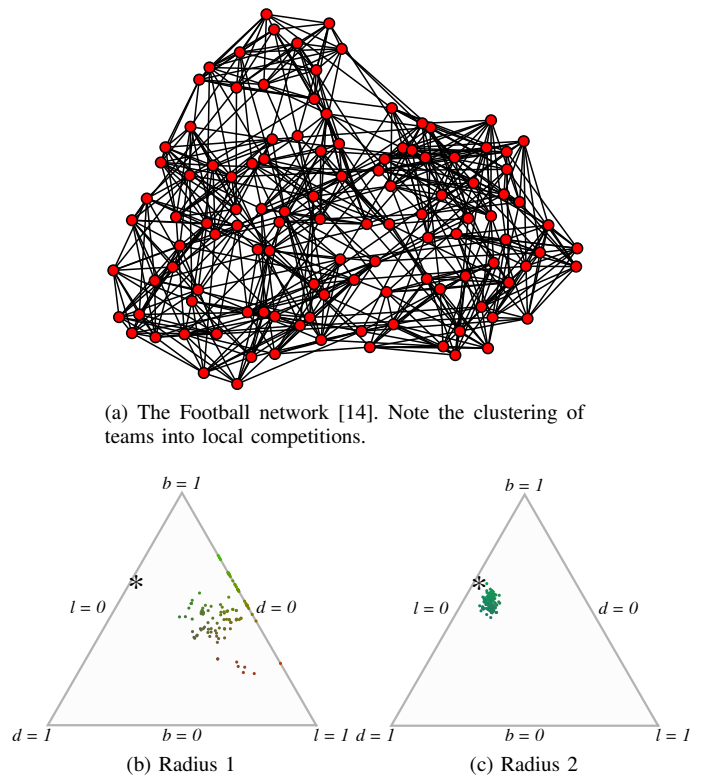 (a) The Football network [14]. Note the clustering of
teams into local competitions.
b = 1
b = 1
*
*
l = 0
d = 0
l = 0
d = 0
d = 1
b = 0
l = 1
d = 1
b = 0
l = 1
(b) Radius 1
(c) Radius 2